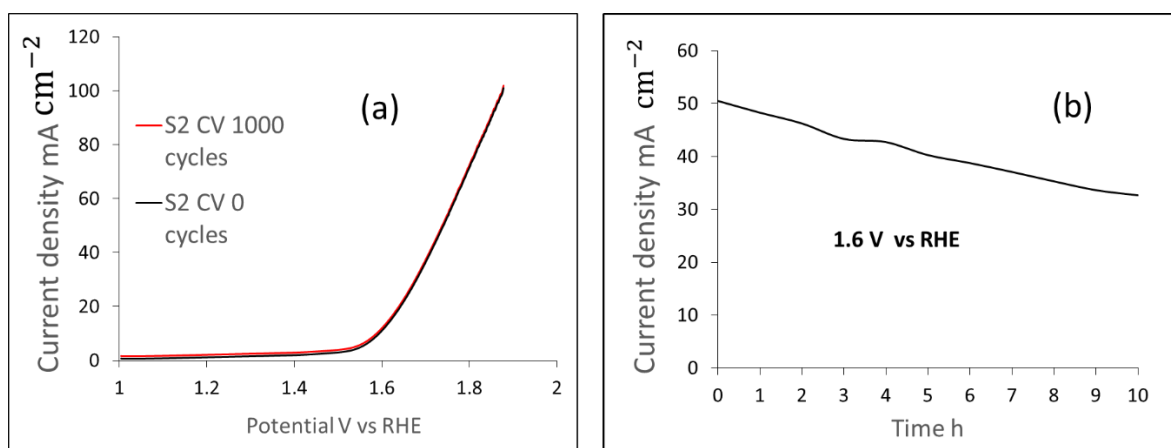 120
100
80
60
40
20
0
Current density mA cm⁻²
(a)
S2 CV 1000
cycles
S2 CV 0
cycles
1
1.2
1.4
1.6
1.8
2
Potential V vs RHE
60
50
40
30
20
10
0
Current density mA cm⁻²
(b)
1.6 V vs RHE
0
1
2
3
4
5
6
7
8
9
10
Time h